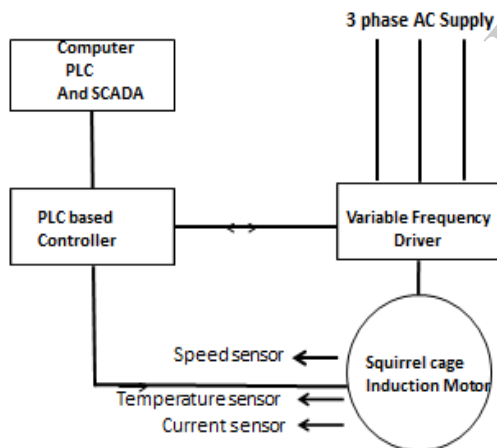 3 phase AC Supply
Computer
PLC
And SCADA
PLC based
Controller
Variable Frequency
Driver
Speed sensor
Squirrel cage
Induction Motor
Temperature sensor
Current sensor